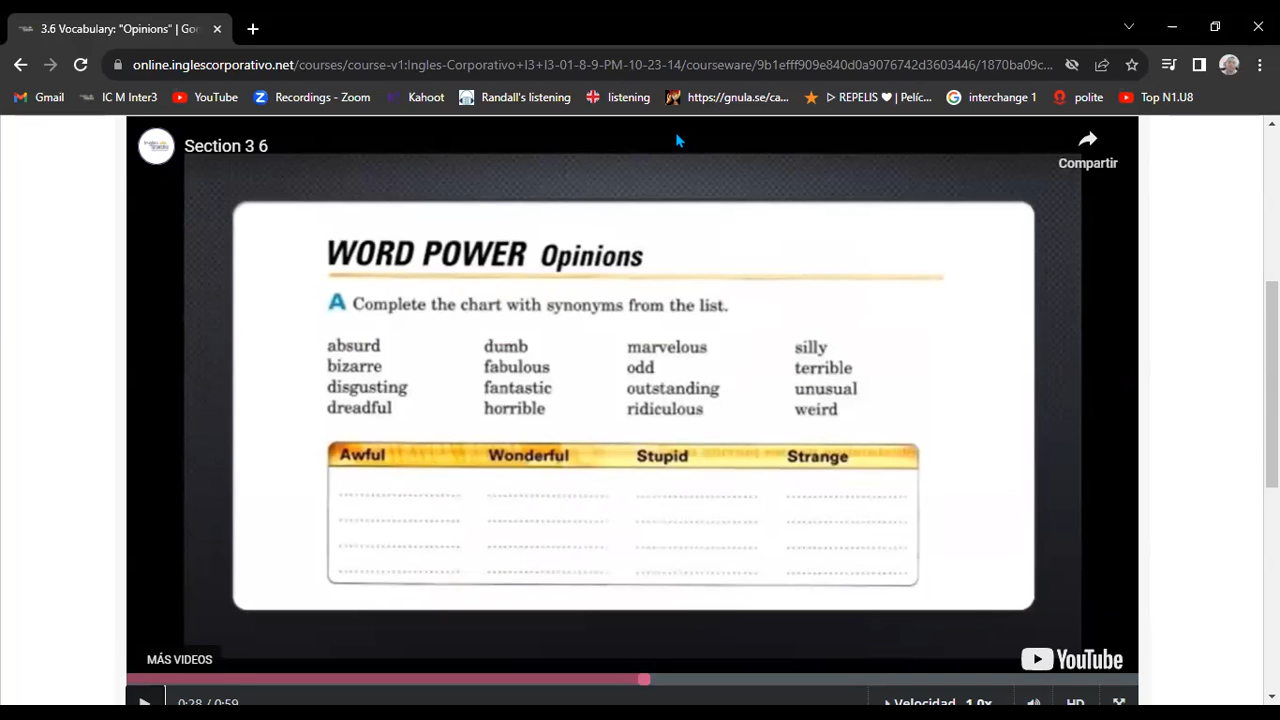 3.6 Vocabulary: "Opinions" | Go
online.inglescorporativo.net/courses/course-v1:Ingles-Corporativo+I3+I3-01-8-9-PM-10-23-14/courseware/9b1efff909e840d0a9076742d3603446/1870ba09c...
Gmail IC M Inter3 YouTube Recordings - Zoom Kahoot Randall's listening listening https://gnula.se/ca... ▷ REPELIS ♥ | Pelíc... interchange 1 polite Top N1.U8
Section 3 6
Compartir
WORD POWER Opinions
A Complete the chart with synonyms from the list.
absurd dumb marvelous silly
bizarre fabulous odd terrible
disgusting fantastic outstanding unusual
dreadful horrible ridiculous weird
Awful Wonderful Stupid Strange
MÁS VIDEOS
YouTube
0:28 / 0:59 Velocidad 1.0x HD